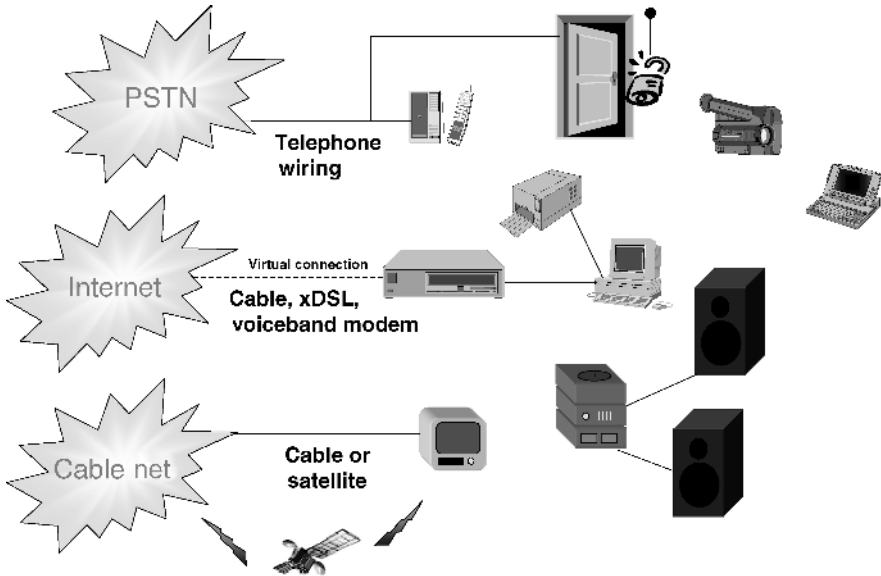 PSTN
Telephone
wiring
Internet
Virtual connection
Cable, xDSL,
voiceband modem
Cable net
Cable or
satellite